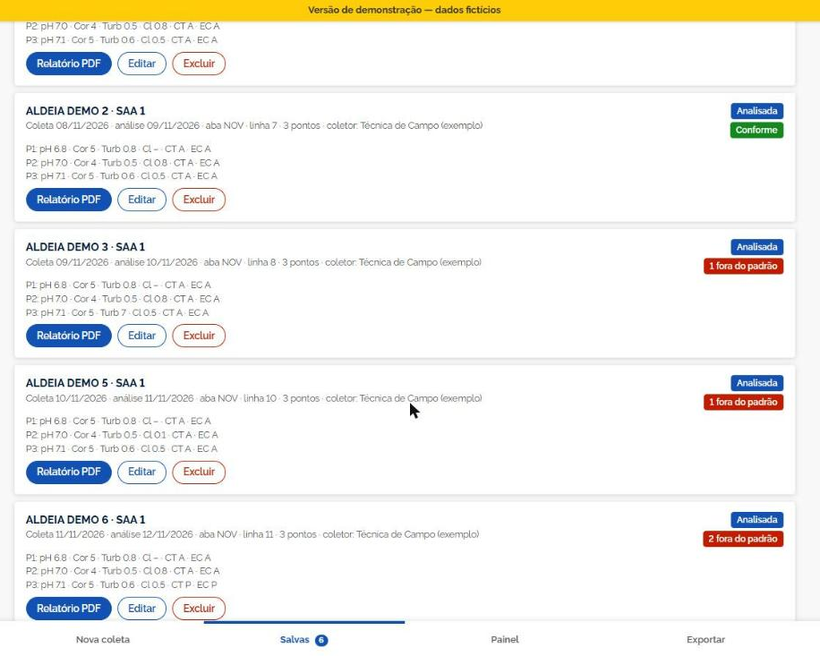 Versão de demonstração — dados fictícios
P2: pH 7.0 · Cor 4 · Turb 0.5 · Cl 0.8 · CT A · EC A
P3: pH 7.1 · Cor 5 · Turb 0.6 · Cl 0.5 · CT A · EC A
Relatório PDF Editar Excluir
ALDEIA DEMO 2 · SAA 1 Analisada
Coleta 08/11/2026 · análise 09/11/2026 · aba NOV · linha 7 · 3 pontos · coletor: Técnica de Campo (exemplo) Conforme
P1: pH 6.8 · Cor 5 · Turb 0.8 · Cl – · CT A · EC A
P2: pH 7.0 · Cor 4 · Turb 0.5 · Cl 0.8 · CT A · EC A
P3: pH 7.1 · Cor 5 · Turb 0.6 · Cl 0.5 · CT A · EC A
Relatório PDF Editar Excluir
ALDEIA DEMO 3 · SAA 1 Analisada
Coleta 09/11/2026 · análise 10/11/2026 · aba NOV · linha 8 · 3 pontos · coletor: Técnica de Campo (exemplo) 1 fora do padrão
P1: pH 6.8 · Cor 5 · Turb 0.8 · Cl – · CT A · EC A
P2: pH 7.0 · Cor 4 · Turb 0.5 · Cl 0.8 · CT A · EC A
P3: pH 7.1 · Cor 5 · Turb 7 · Cl 0.5 · CT A · EC A
Relatório PDF Editar Excluir
ALDEIA DEMO 5 · SAA 1 Analisada
Coleta 10/11/2026 · análise 11/11/2026 · aba NOV · linha 10 · 3 pontos · coletor: Técnica de Campo (exemplo) 1 fora do padrão
P1: pH 6.8 · Cor 5 · Turb 0.8 · Cl – · CT A · EC A
P2: pH 7.0 · Cor 4 · Turb 0.5 · Cl 0.1 · CT A · EC A
P3: pH 7.1 · Cor 5 · Turb 0.6 · Cl 0.5 · CT A · EC A
Relatório PDF Editar Excluir
ALDEIA DEMO 6 · SAA 1 Analisada
Coleta 11/11/2026 · análise 12/11/2026 · aba NOV · linha 11 · 3 pontos · coletor: Técnica de Campo (exemplo) 2 fora do padrão
P1: pH 6.8 · Cor 5 · Turb 0.8 · Cl – · CT A · EC A
P2: pH 7.0 · Cor 4 · Turb 0.5 · Cl 0.8 · CT A · EC A
P3: pH 7.1 · Cor 5 · Turb 0.6 · Cl 0.5 · CT P · EC P
Relatório PDF Editar Excluir
Nova coleta Salvas 6 Painel Exportar